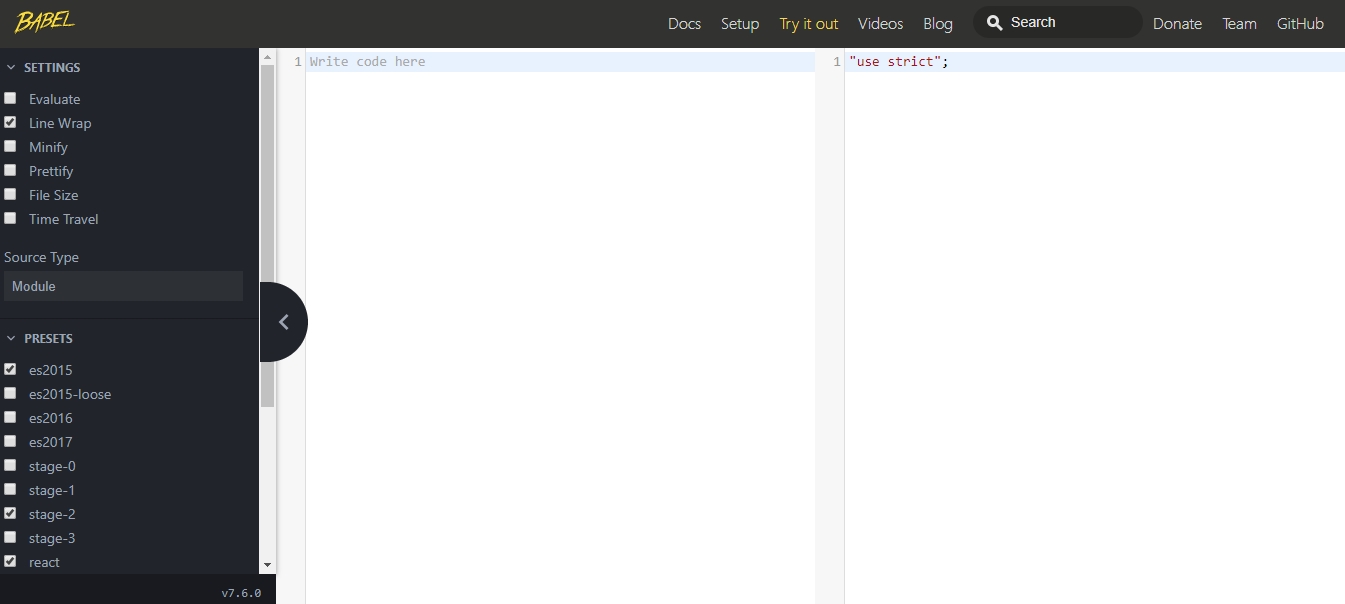 BABEL Docs Setup Try it out Videos Blog Search Donate Team GitHub
SETTINGS
Evaluate
Line Wrap
Minify
Prettify
File Size
Time Travel
Source Type
Module
PRESETS
es2015
es2015-loose
es2016
es2017
stage-0
stage-1
stage-2
stage-3
react
v7.6.0
1 Write code here
1 "use strict";